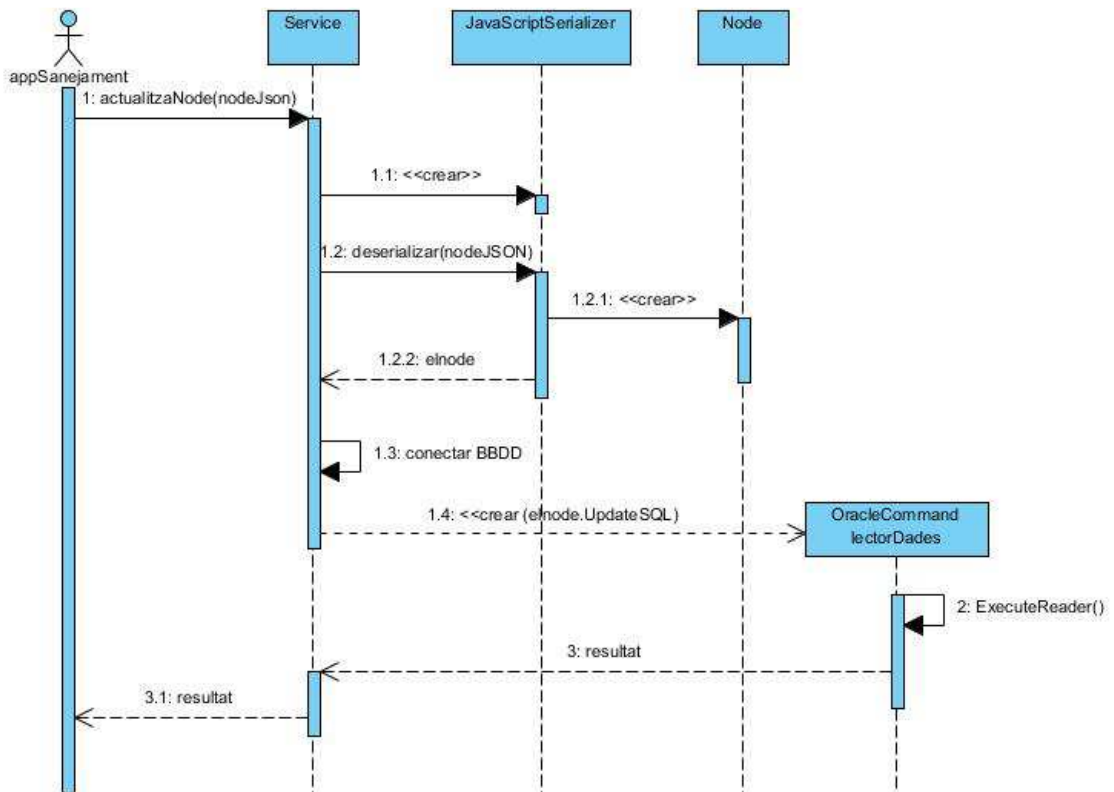 Service
JavaScriptSerializer
Node
appSanejament
1: actualitzaNode(nodeJson)
1.1: <<crear>>
1.2: deserializar(nodeJSON)
1.2.1: <<crear>>
1.2.2: elnode
1.3: conectar BBDD
1.4: <<crear (elnode.UpdateSQL)
OracleCommand
lectorDades
2: ExecuteReader()
3: resultat
3.1: resultat